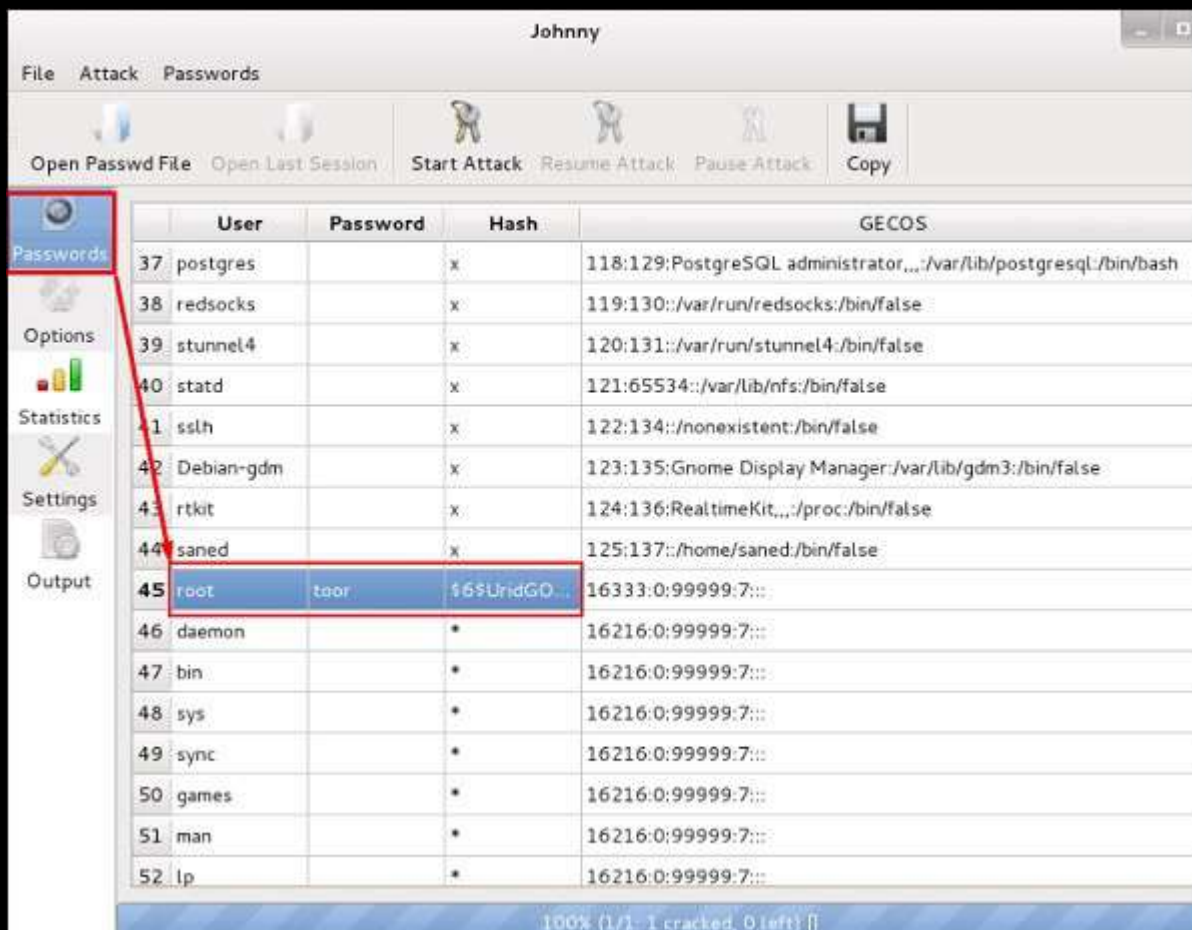 Johnny
File Attack Passwords
Open Passwd File Open Last Session Start Attack Resume Attack Pause Attack Copy
Passwords
Options
Statistics
Settings
Output
User Password Hash GECOS
37 postgres x 118:129:PostgreSQL administrator,,,:/var/lib/postgresql:/bin/bash
38 redsocks x 119:130::/var/run/redsocks:/bin/false
39 stunnel4 x 120:131::/var/run/stunnel4:/bin/false
40 statd x 121:65534::/var/lib/nfs:/bin/false
41 sslh x 122:134::/nonexistent:/bin/false
42 Debian-gdm x 123:135:Gnome Display Manager:/var/lib/gdm3:/bin/false
43 rtkit x 124:136:RealtimeKit,,,:/proc:/bin/false
44 saned x 125:137::/home/saned:/bin/false
45 root toor $6$UridGO... 16333:0:99999:7:::
46 daemon * 16216:0:99999:7:::
47 bin * 16216:0:99999:7:::
48 sys * 16216:0:99999:7:::
49 sync * 16216:0:99999:7:::
50 games * 16216:0:99999:7:::
51 man * 16216:0:99999:7:::
52 lp * 16216:0:99999:7:::
100% (1/1: 1 cracked, 0 left) []